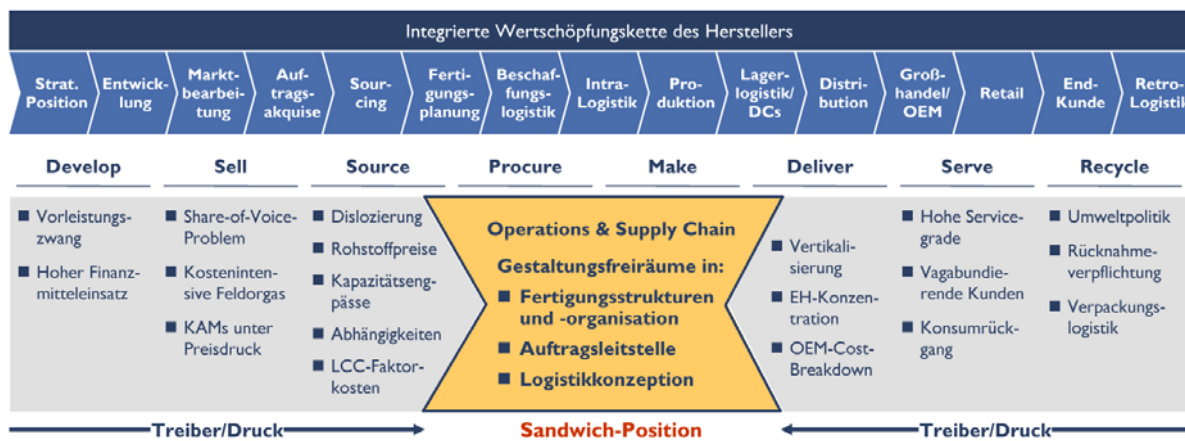 Integrierte Wertschöpfungskette des Herstellers
Strat.
Position
Entwick-
lung
Markt-
bearbei-
tung
Auf-
trags-
akquise
Sour-
cing
Ferti-
gungs-
planung
Beschaf-
fungs-
logistik
Intra-
Logistik
Pro-
duktion
Lager-
logistik/
DCs
Distri-
bution
Groß-
handel/
OEM
Retail
End-
Kunde
Retro-
Logistik
Develop
Sell
Source
Procure
Make
Deliver
Serve
Recycle
■ Vorleistungs-
zwang
■ Hoher Finanz-
mitteleinsatz
■ Share-of-Voice-
Problem
■ Kosteninten-
sive Feldorgas
■ KAMs unter
Preisdruck
■ Dislozierung
■ Rohstoffpreise
■ Kapazitätseng-
pässe
■ Abhängigkeiten
■ LCC-Faktor-
kosten
Operations & Supply Chain
Gestaltungsfreiräume in:
■ Fertigungsstrukturen
und -organisation
■ Auftragsleitstelle
■ Logistikkonzeption
■ Vertikali-
sierung
■ EH-Konzen-
tration
■ OEM-Cost-
Breakdown
■ Hohe Service-
grade
■ Vagabundie-
rende Kunden
■ Konsumrück-
gang
■ Umweltpolitik
■ Rücknahme-
verpflichtung
■ Verpackungs-
logistik
Treiber/Druck
Sandwich-Position
Treiber/Druck